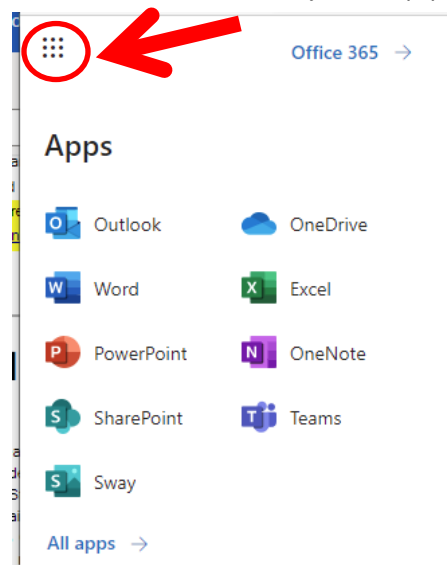 Office 365 →
Apps
Outlook OneDrive
Word Excel
PowerPoint OneNote
SharePoint Teams
Sway
All apps →